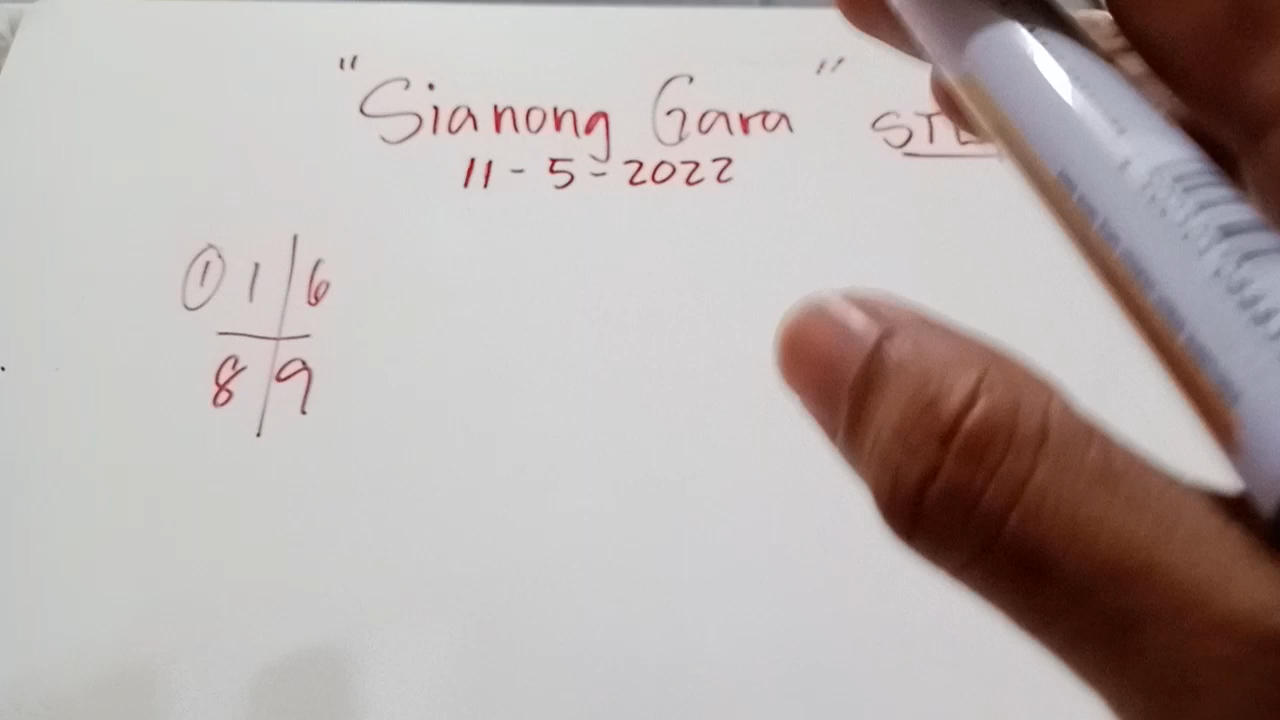 "Sianong Gara"
11-5-2022
① 1 | 6
8 | 9